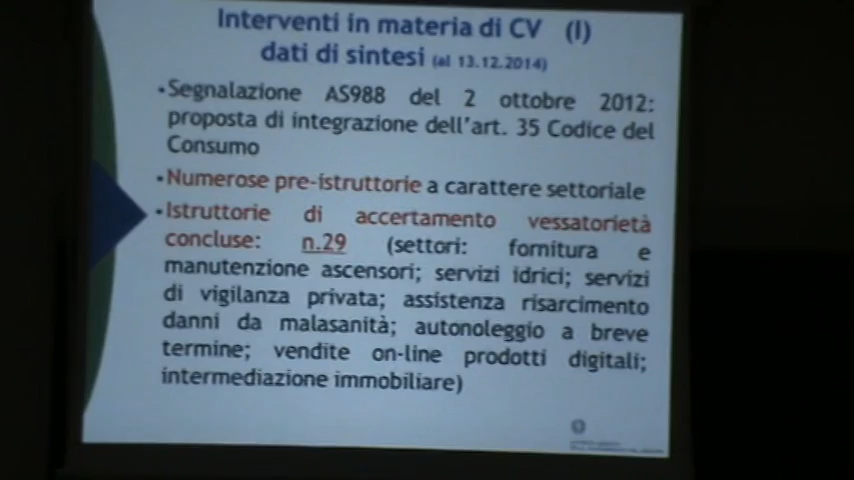 Interventi in materia di CV (I)
dati di sintesi (al 13.12.2014)
•Segnalazione AS988 del 2 ottobre 2012:
proposta di integrazione dell'art. 35 Codice del
Consumo
•Numerose pre-istruttorie a carattere settoriale
•Istruttorie di accertamento vessatorietà
concluse: n.29 (settori: fornitura e
manutenzione ascensori; servizi idrici; servizi
di vigilanza privata; assistenza risarcimento
danni da malasanità; autonoleggio a breve
termine; vendite on-line prodotti digitali;
intermediazione immobiliare)